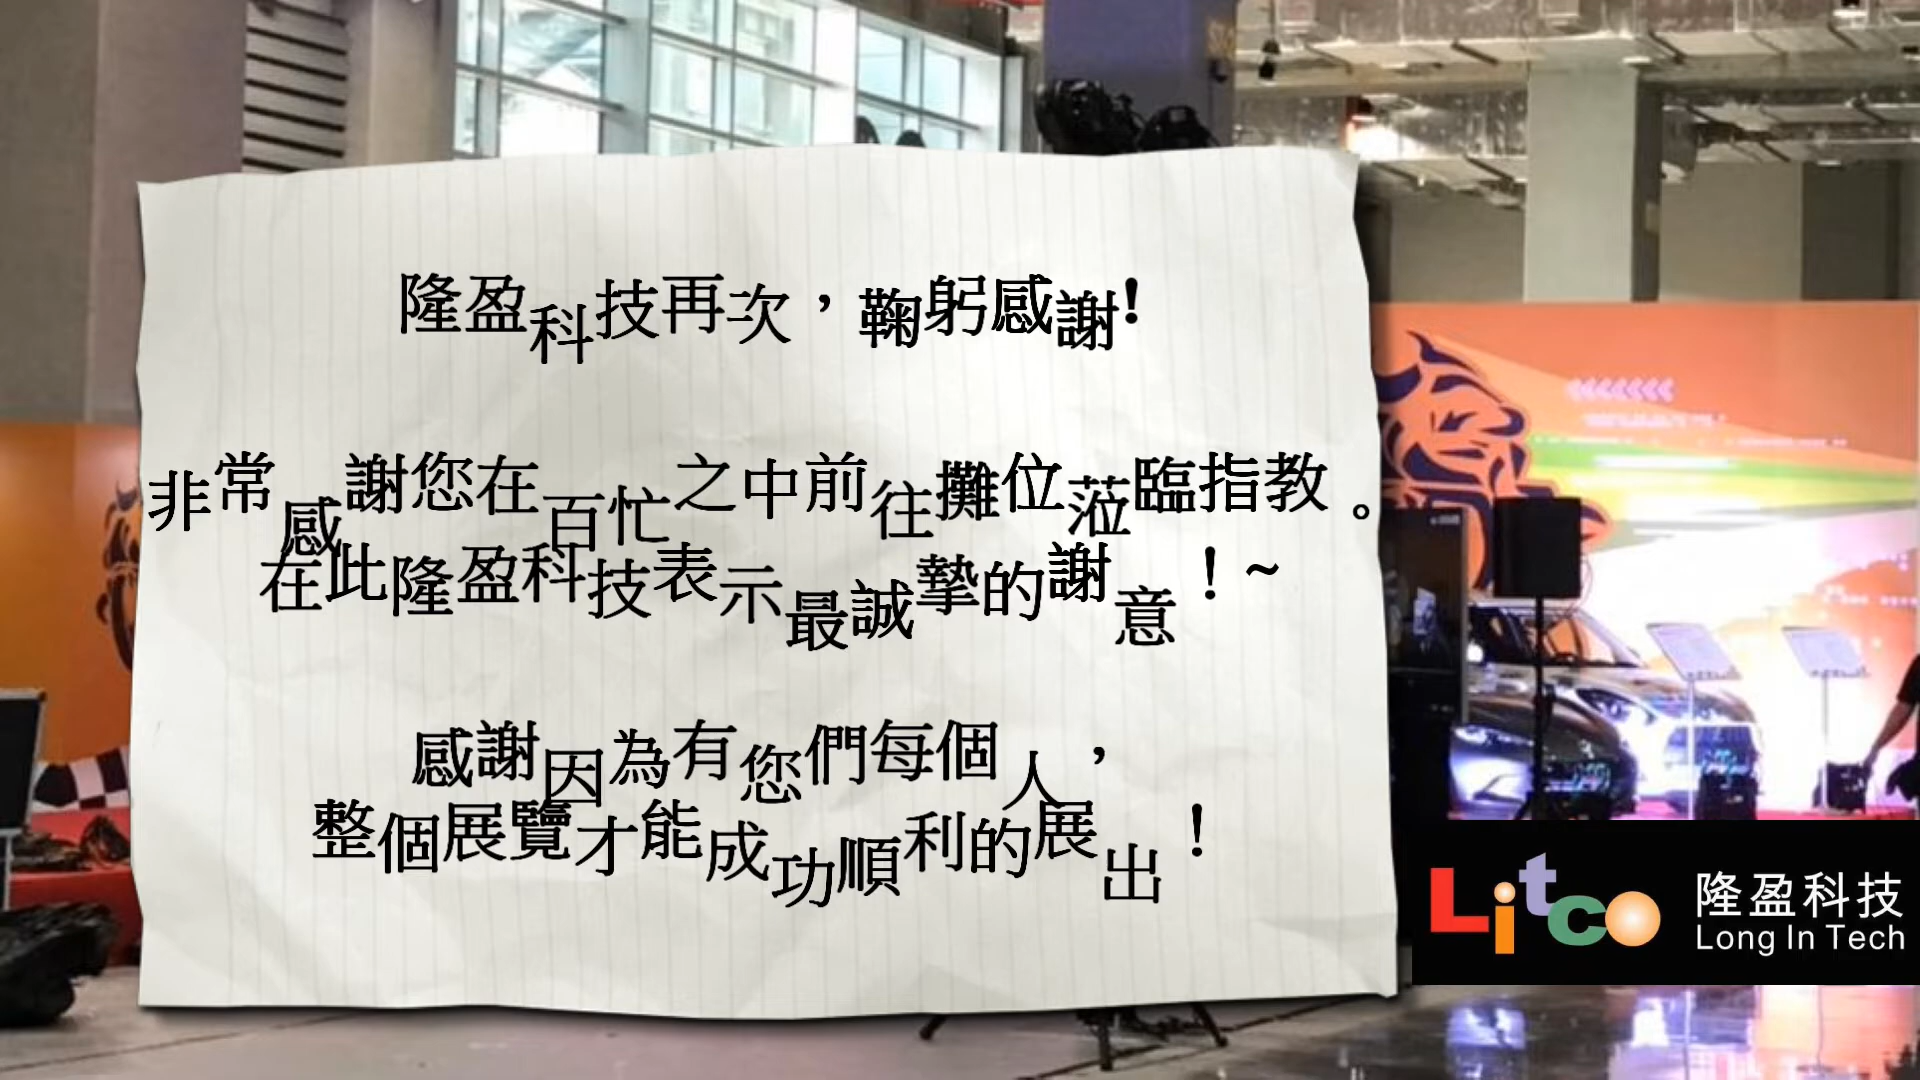 隆盈科技再次，鞠躬感謝!
非常感謝您在百忙之中前往攤位蒞臨指教。
在此隆盈科技表示最誠摯的謝意！~
感謝因為有您們每個人，
整個展覽才能成功順利的展出！
Litco
隆盈科技
Long In Tech